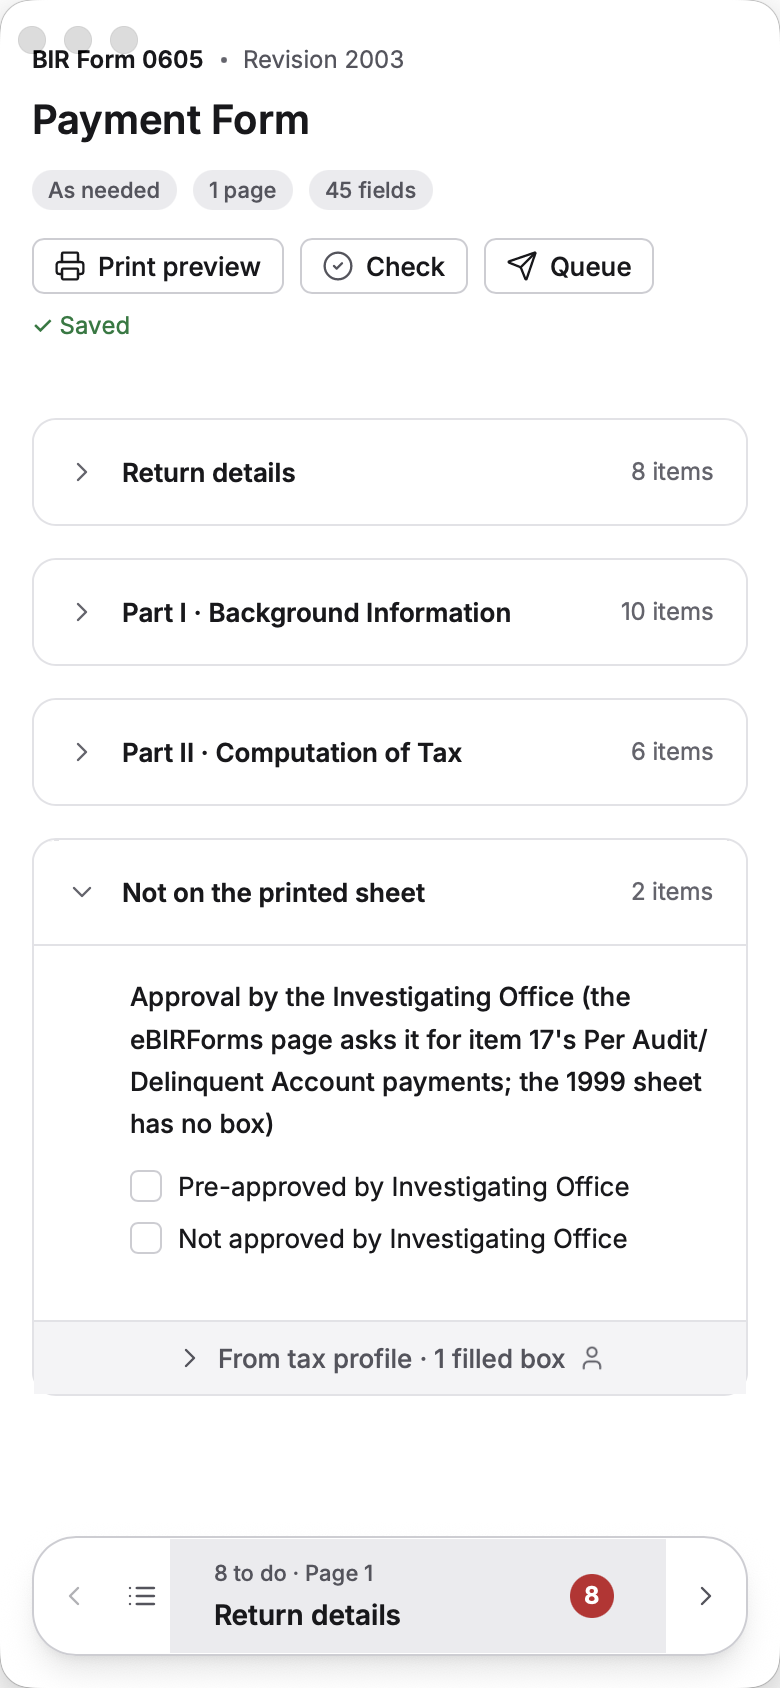 BIR Form 0605 • Revision 2003
Payment Form
As needed
1 page
45 fields
Print preview
Check
Queue
Saved
Return details
8 items
Part I · Background Information
10 items
Part II · Computation of Tax
6 items
Not on the printed sheet
2 items
Approval by the Investigating Office (the
eBIRForms page asks it for item 17's Per Audit/
Delinquent Account payments; the 1999 sheet
has no box)
Pre-approved by Investigating Office
Not approved by Investigating Office
From tax profile · 1 filled box
8 to do · Page 1
Return details
8